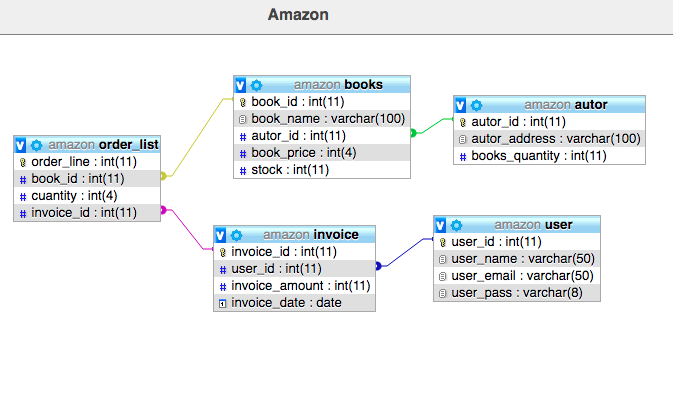 Amazon
amazon books
book_id : int(11)
book_name : varchar(100)
autor_id : int(11)
book_price : int(4)
stock : int(11)
amazon autor
autor_id : int(11)
autor_address : varchar(100)
books_quantity : int(11)
amazon order_list
order_line : int(11)
book_id : int(11)
cuantity : int(4)
invoice_id : int(11)
amazon invoice
invoice_id : int(11)
user_id : int(11)
invoice_amount : int(11)
invoice_date : date
amazon user
user_id : int(11)
user_name : varchar(50)
user_email : varchar(50)
user_pass : varchar(8)